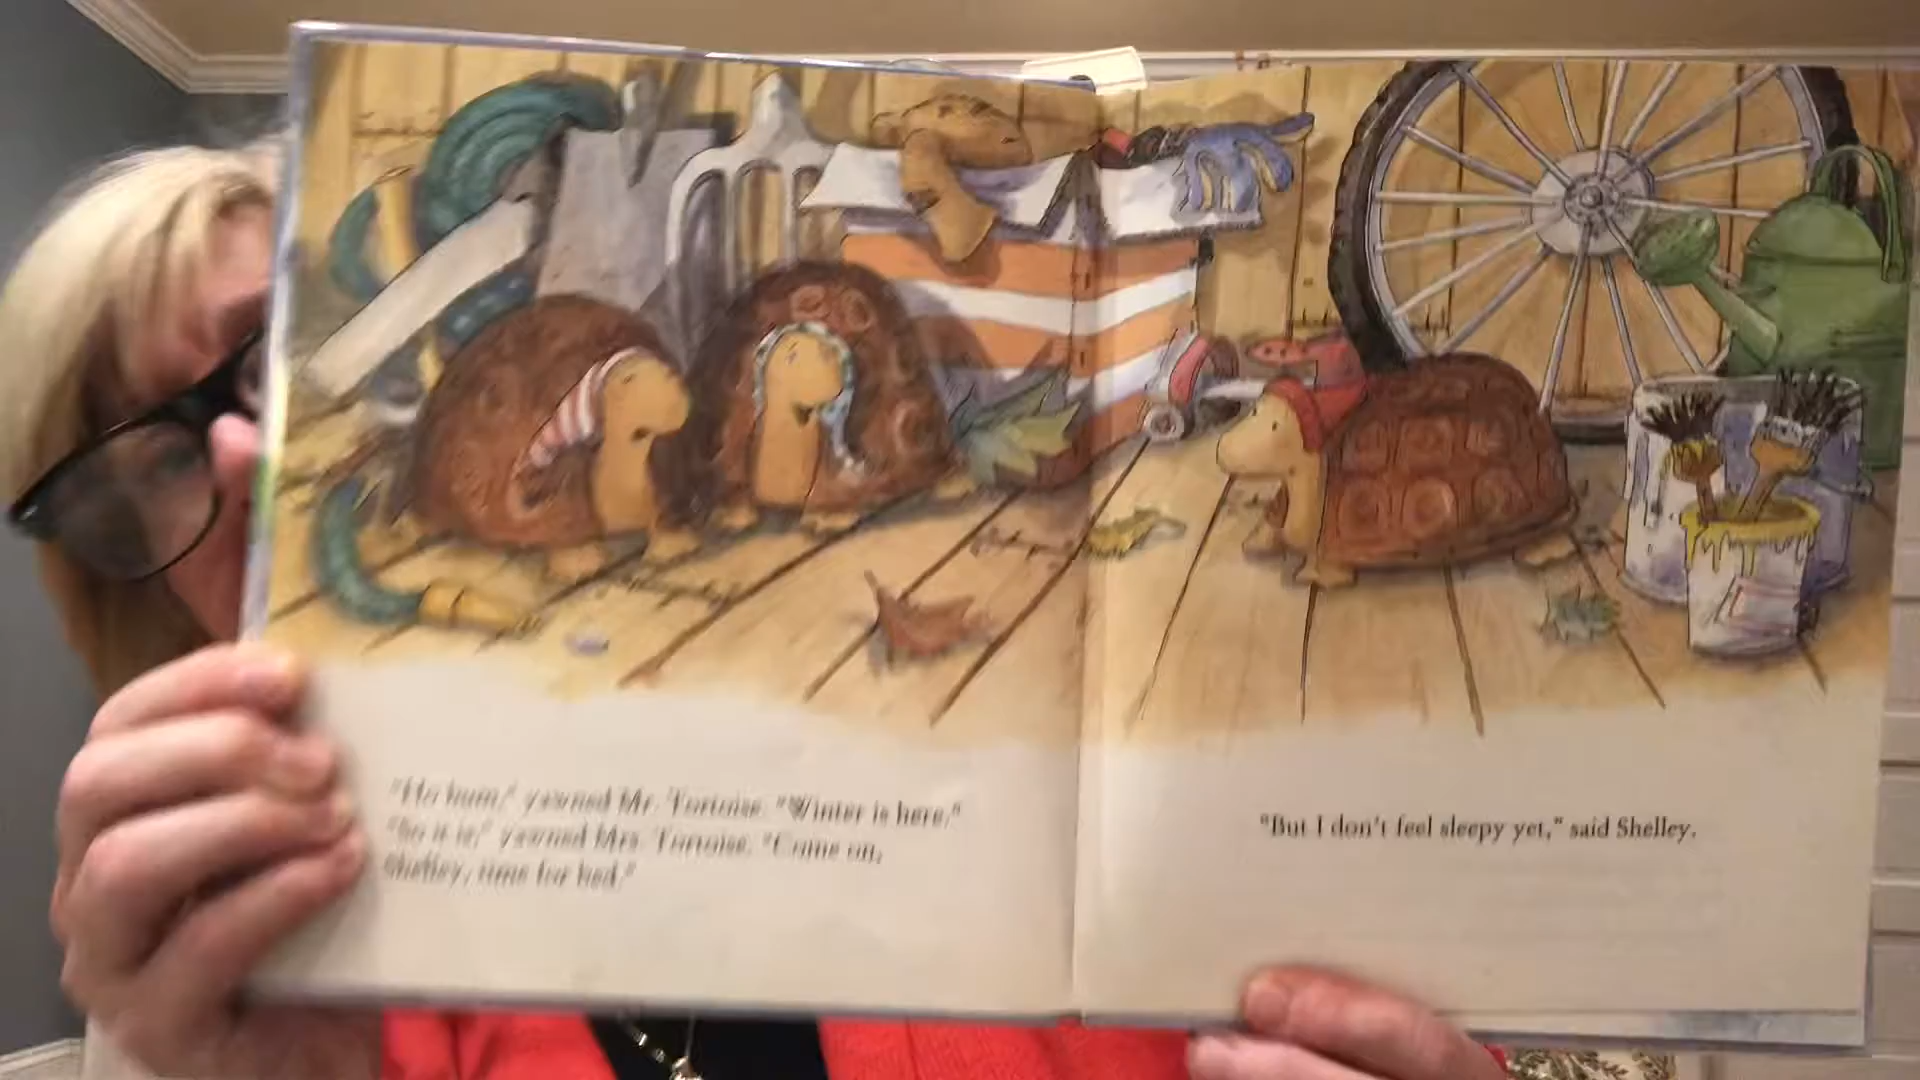 "Ho hum," yawned Mr. Tortoise. "Winter is here."
"So it is," yawned Mrs. Tortoise. "Come on,
Shelley, time for bed."
"But I don't feel sleepy yet," said Shelley.